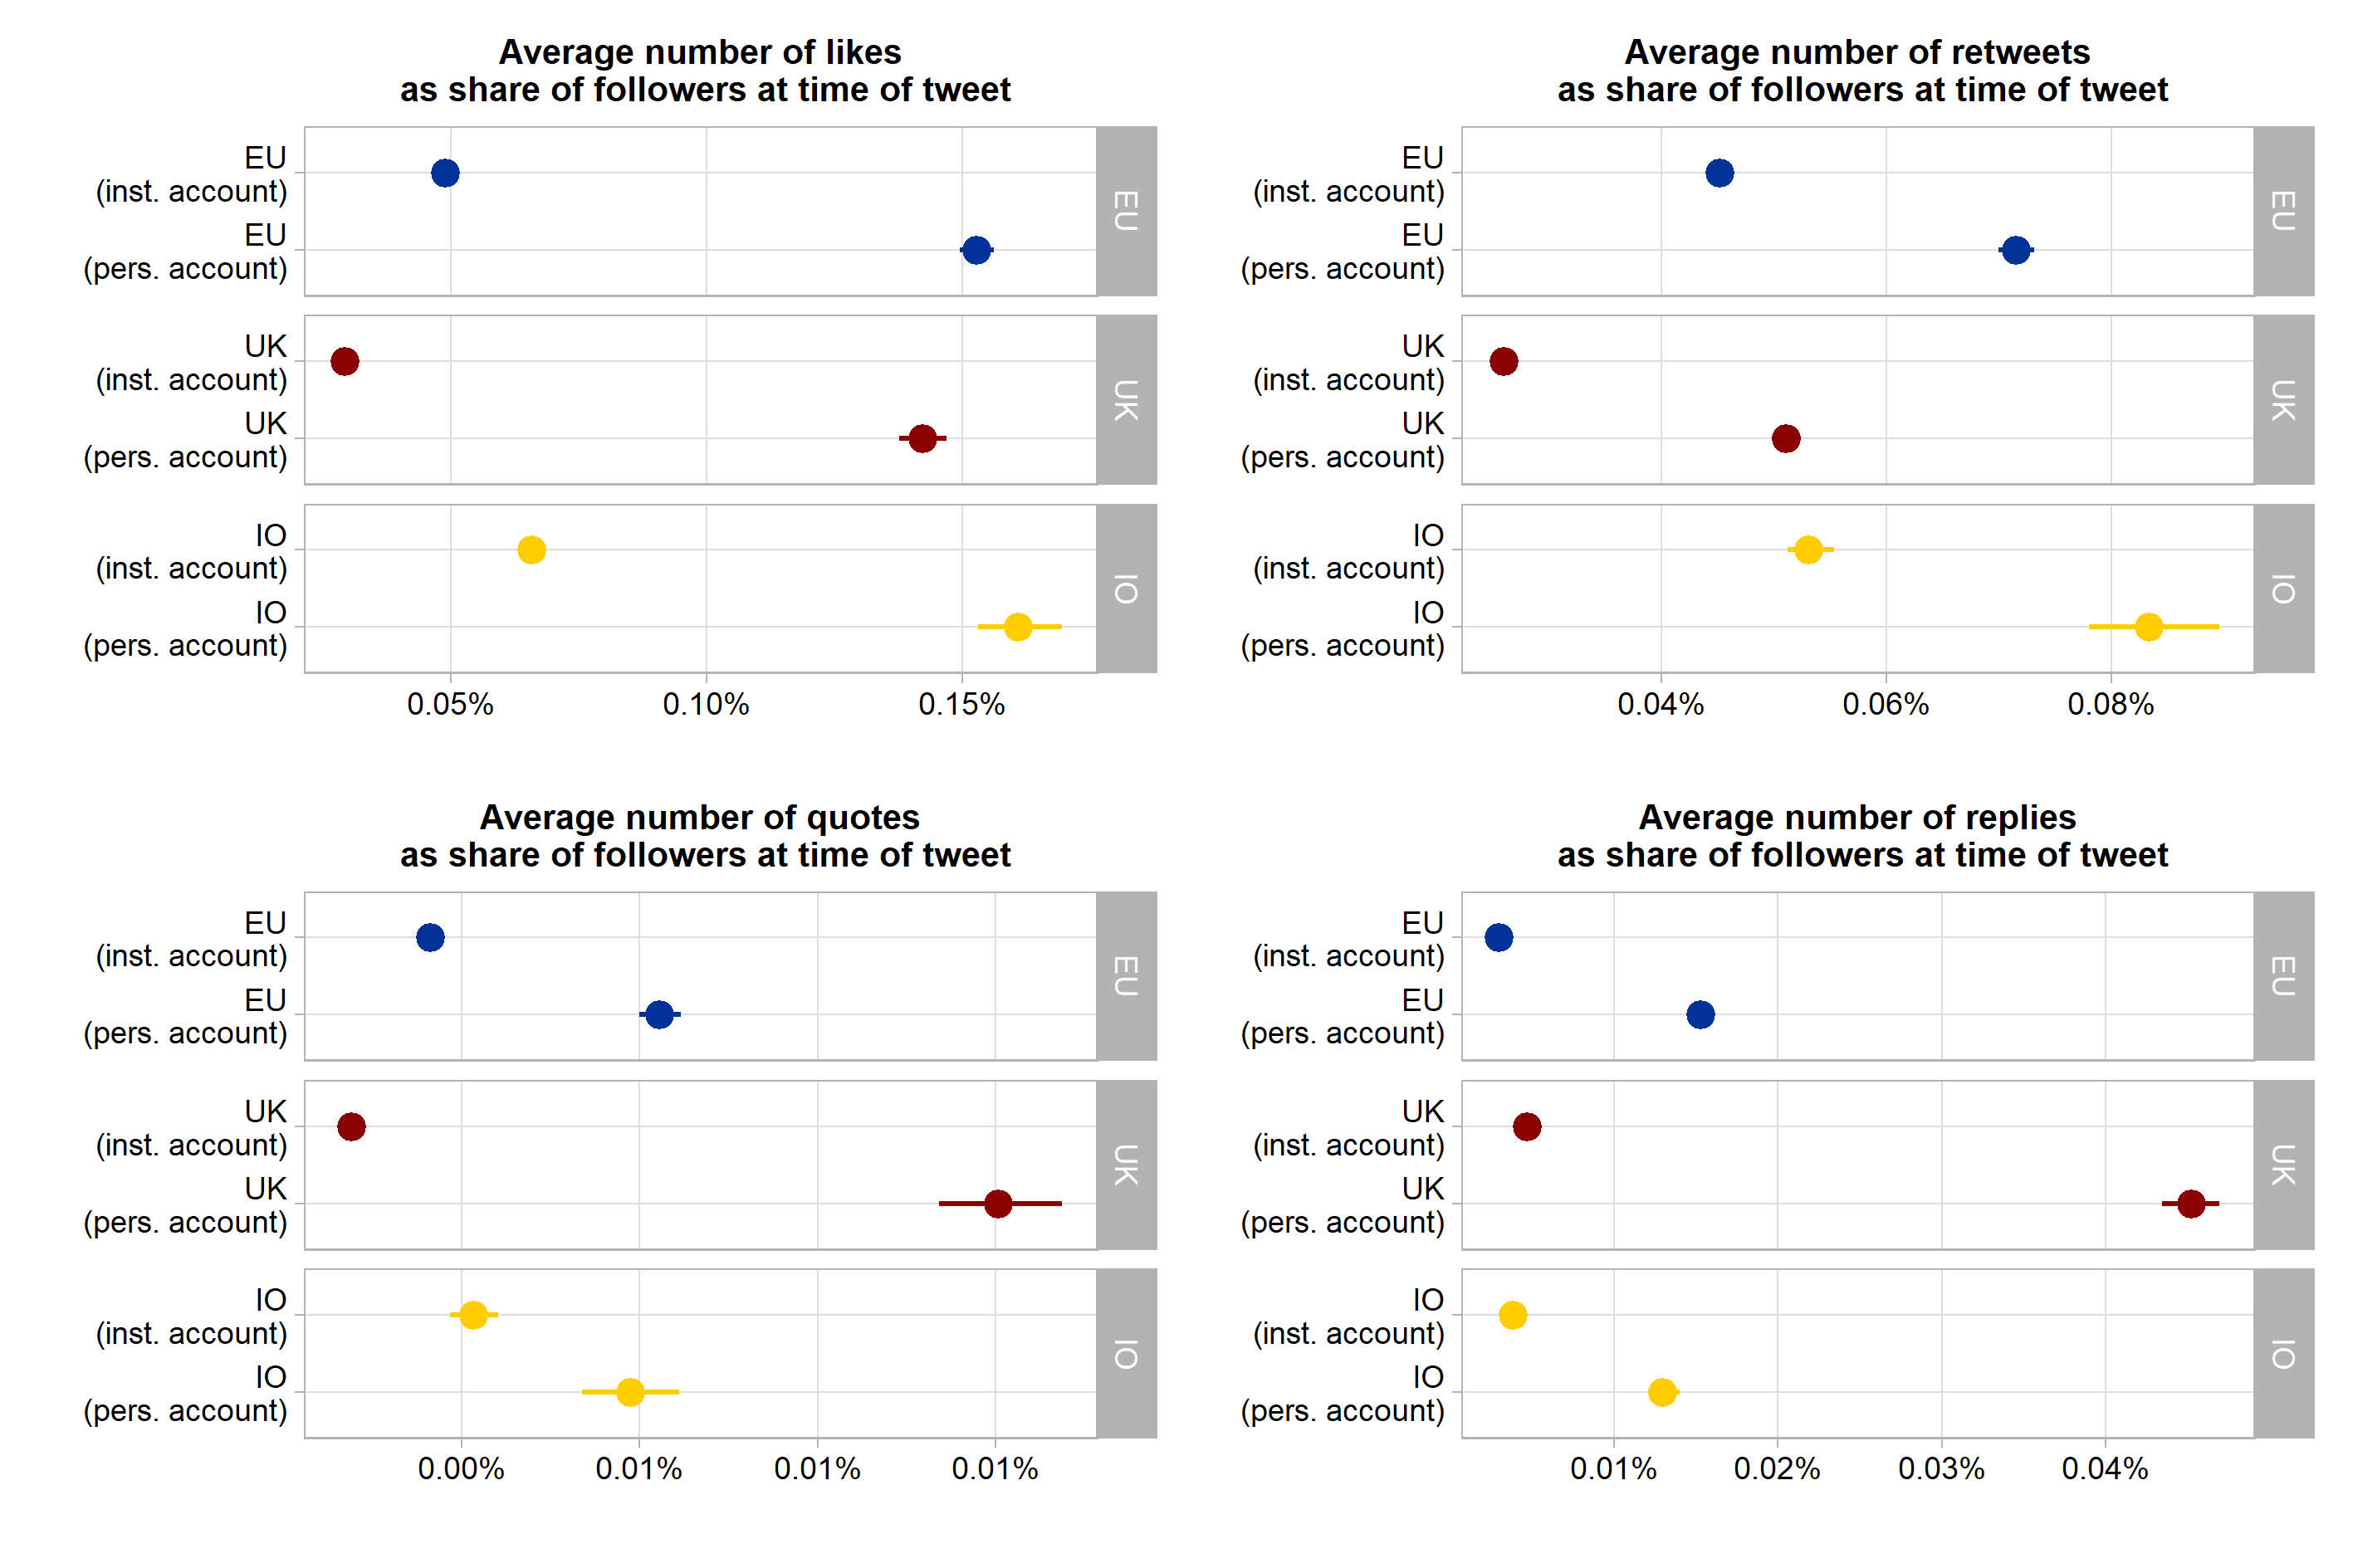 Average number of likes
as share of followers at time of tweet
EU
(inst. account)
EU
(pers. account)
EU
UK
(inst. account)
UK
(pers. account)
UK
IO
(inst. account)
IO
(pers. account)
IO
0.05%
0.10%
0.15%
Average number of retweets
as share of followers at time of tweet
EU
(inst. account)
EU
(pers. account)
EU
UK
(inst. account)
UK
(pers. account)
UK
IO
(inst. account)
IO
(pers. account)
IO
0.04%
0.06%
0.08%
Average number of quotes
as share of followers at time of tweet
EU
(inst. account)
EU
(pers. account)
EU
UK
(inst. account)
UK
(pers. account)
UK
IO
(inst. account)
IO
(pers. account)
IO
0.00%
0.01%
0.01%
0.01%
Average number of replies
as share of followers at time of tweet
EU
(inst. account)
EU
(pers. account)
EU
UK
(inst. account)
UK
(pers. account)
UK
IO
(inst. account)
IO
(pers. account)
IO
0.01%
0.02%
0.03%
0.04%